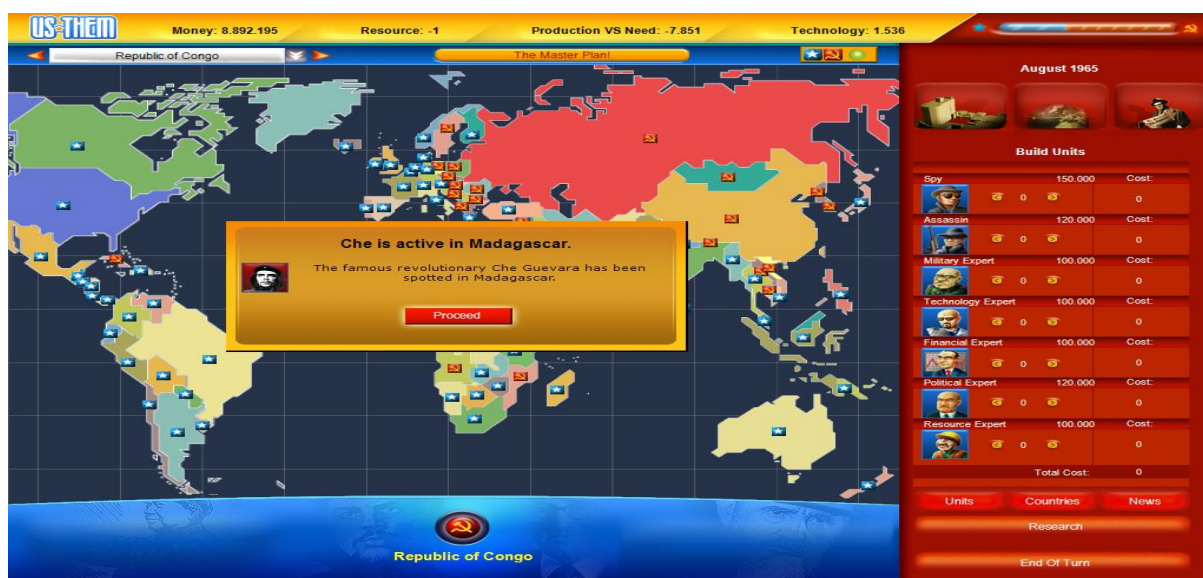 US & THEM
Money: 8.892.195
Resource: -1
Production VS Need: -7.851
Technology: 1.536
Republic of Congo
The Master Plan!
August 1965
Build Units
Spy 150.000 Cost:
0 0
Assassin 120.000 Cost:
0 0
Military Expert 100.000 Cost:
0 0
Technology Expert 100.000 Cost:
0 0
Financial Expert 100.000 Cost:
0 0
Political Expert 120.000 Cost:
0 0
Resource Expert 100.000 Cost:
0 0
Total Cost: 0
Units Countries News
Research
End Of Turn
Che is active in Madagascar.
The famous revolutionary Che Guevara has been
spotted in Madagascar.
Proceed
Republic of Congo